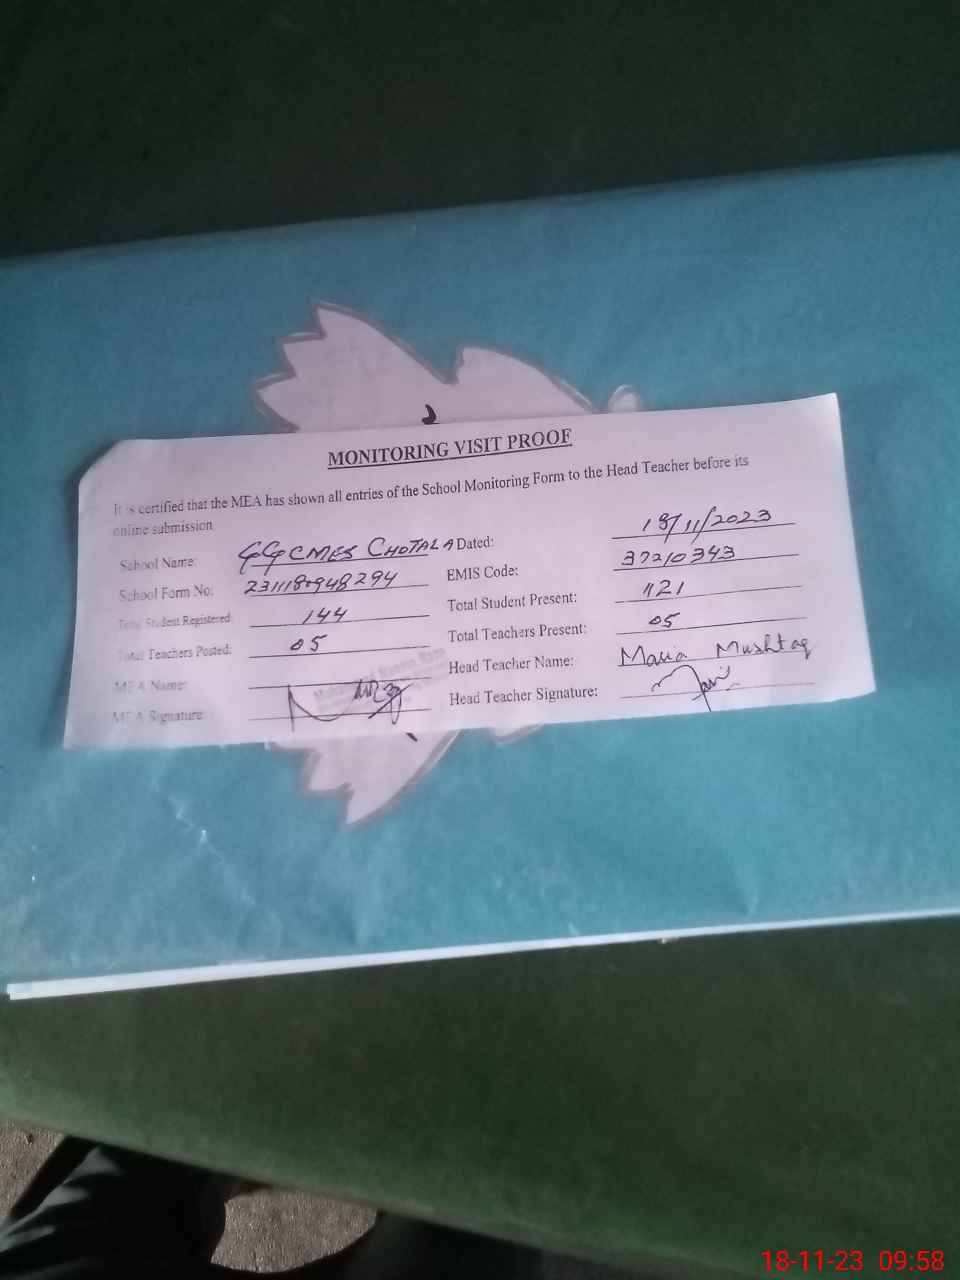 MONITORING VISIT PROOF
It is certified that the MEA has shown all entries of the School Monitoring Form to the Head Teacher before its
online submission
School Name: GGCMES CHOTALA Dated: 18/11/2023
School Form No: 2311180948294 EMIS Code: 37210343
Total Student Registered: 144 Total Student Present: 121
Total Teachers Posted: 05 Total Teachers Present: 05
MEA Name: Head Teacher Name: Maria Mushtaq
MEA Signature: Head Teacher Signature:
18-11-23 09:58